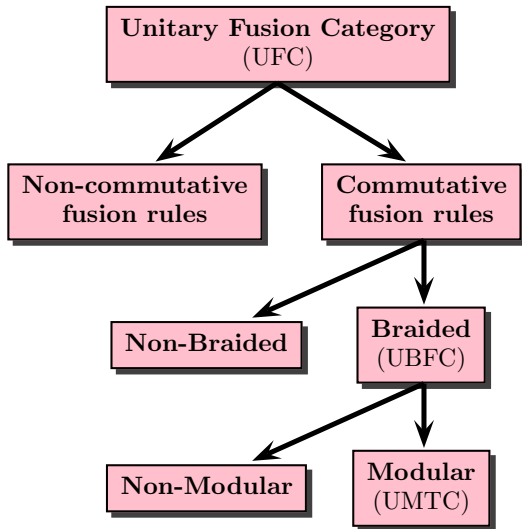 Unitary Fusion Category
(UFC)
Non-commutative
fusion rules
Commutative
fusion rules
Non-Braided
Braided
(UBFC)
Non-Modular
Modular
(UMTC)